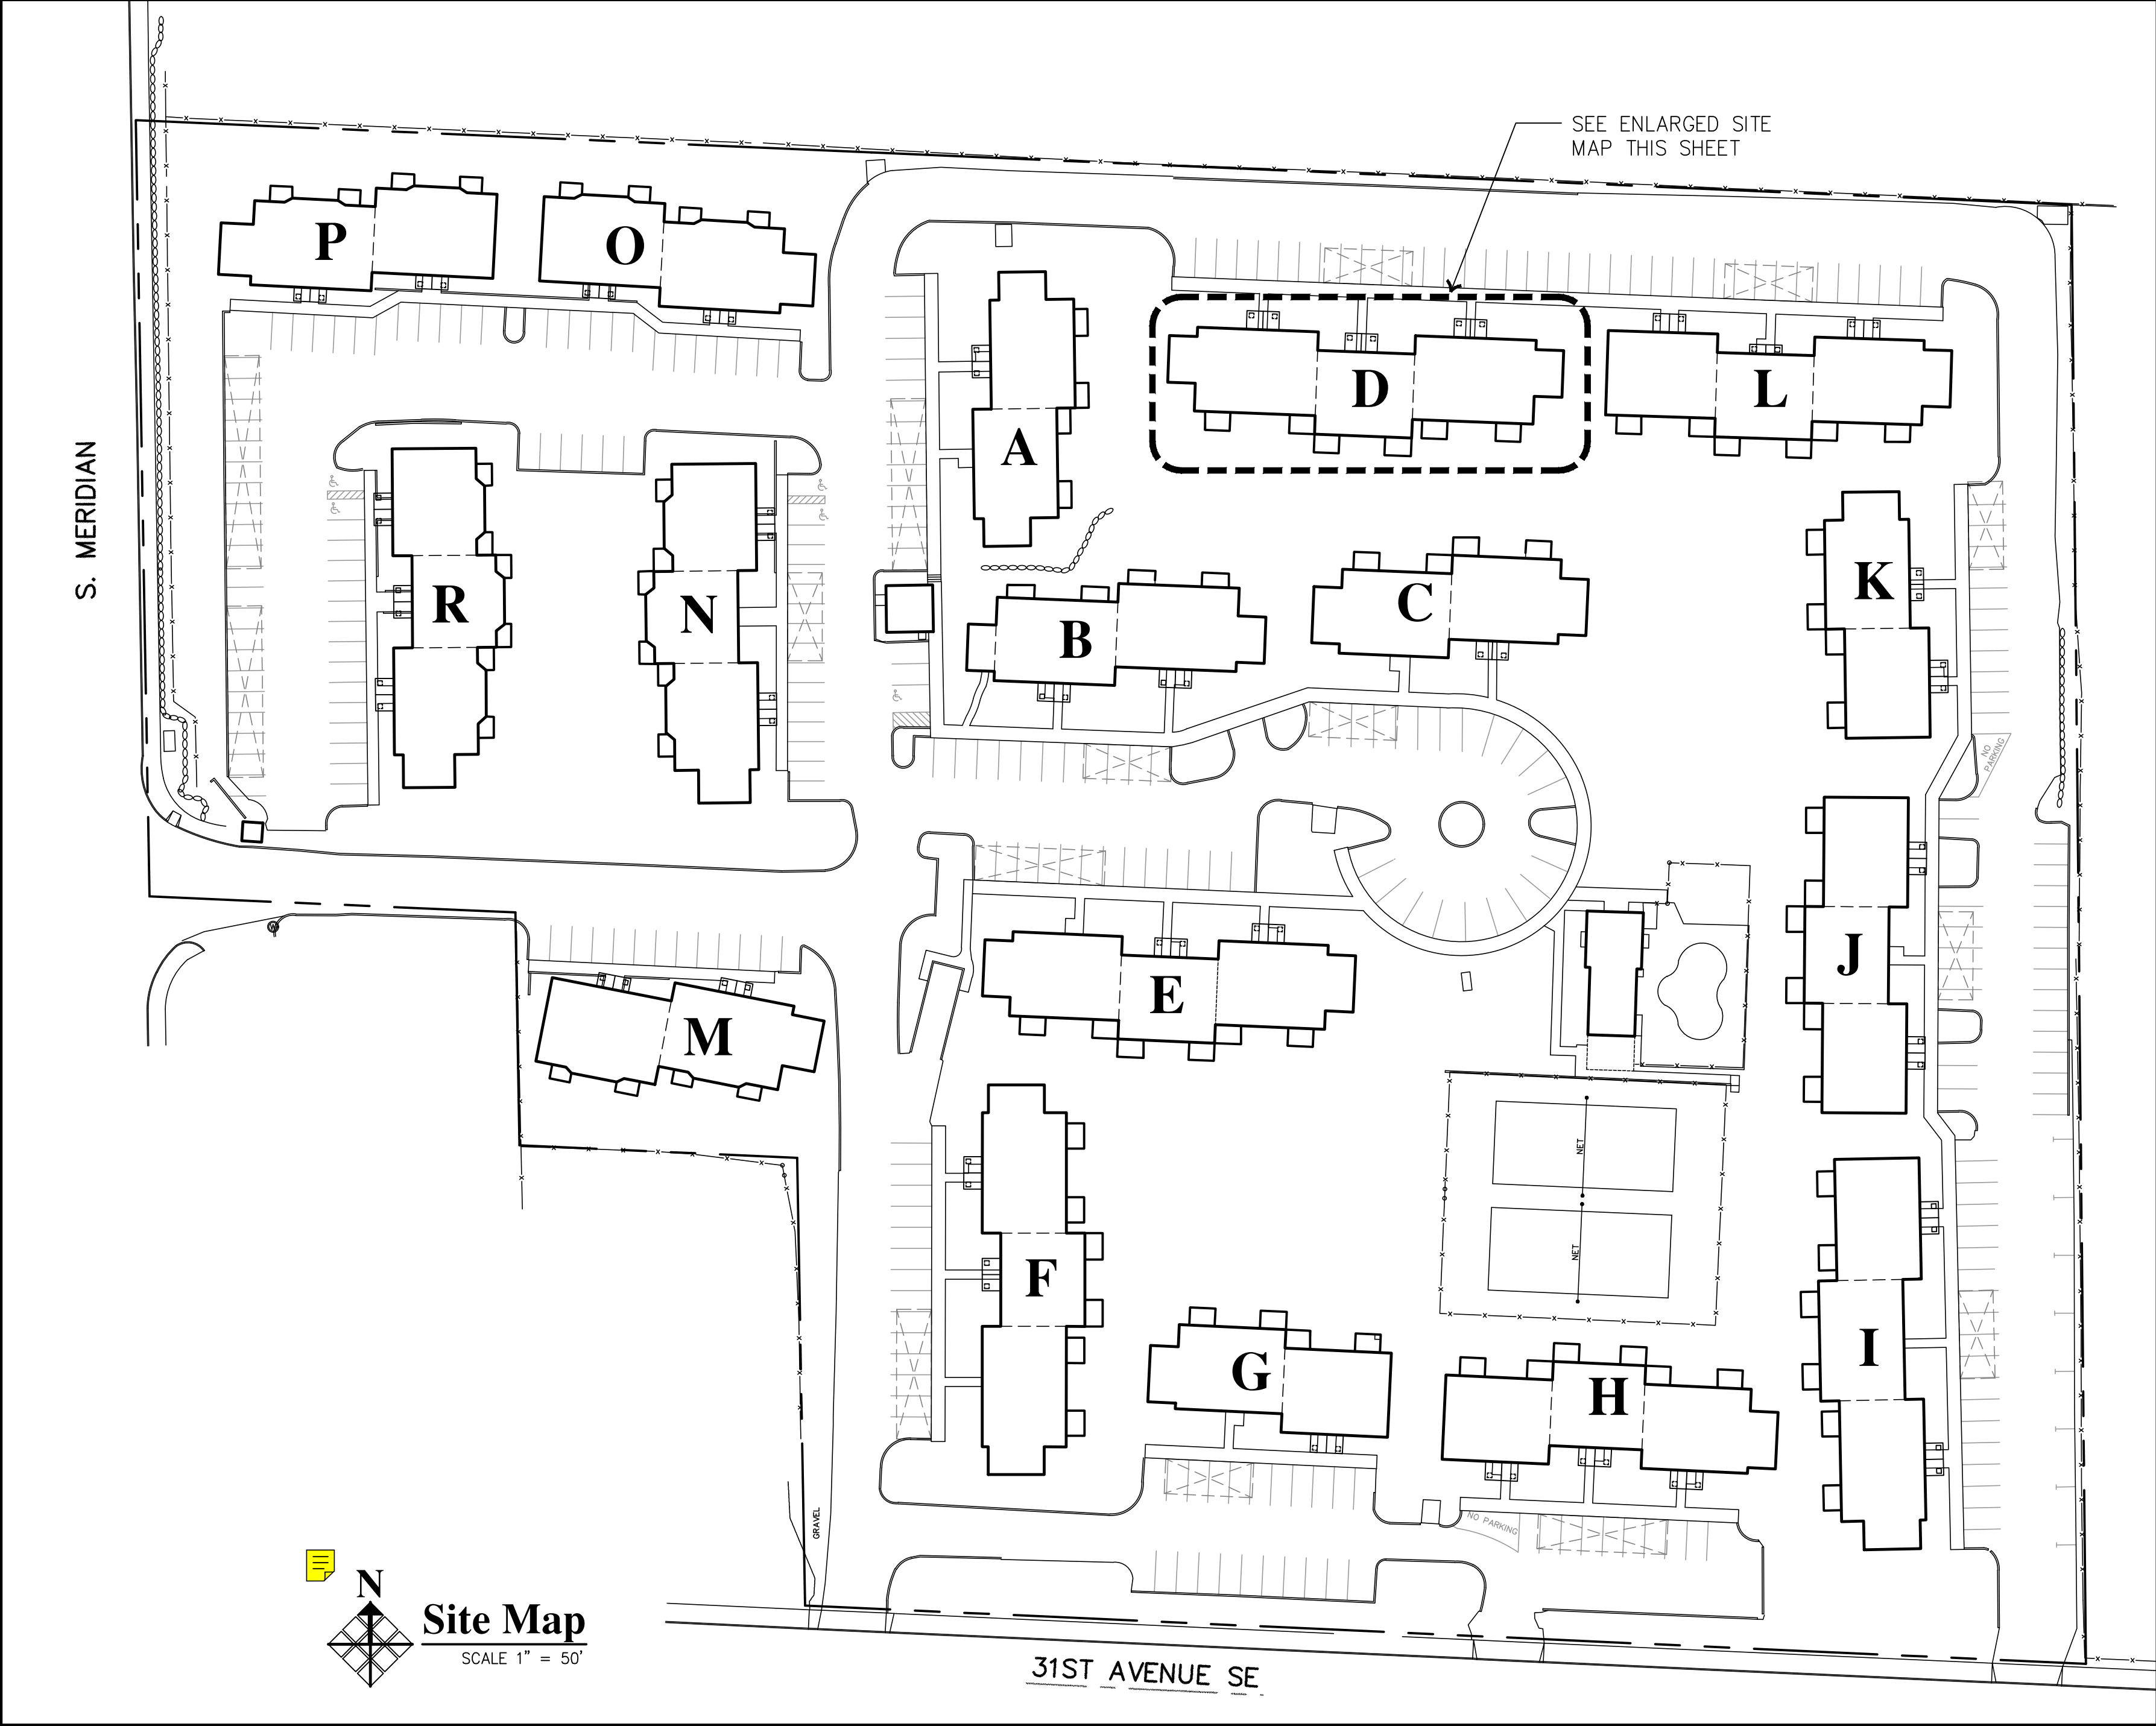 SEE ENLARGED SITE
MAP THIS SHEET
P
O
D
L
A
S. MERIDIAN
R
N
K
C
B
NO
PARKING
J
E
M
NET
NET
F
I
G
H
NO PARKING
GRAVEL
N
Site Map
SCALE 1" = 50'
31ST AVENUE SE